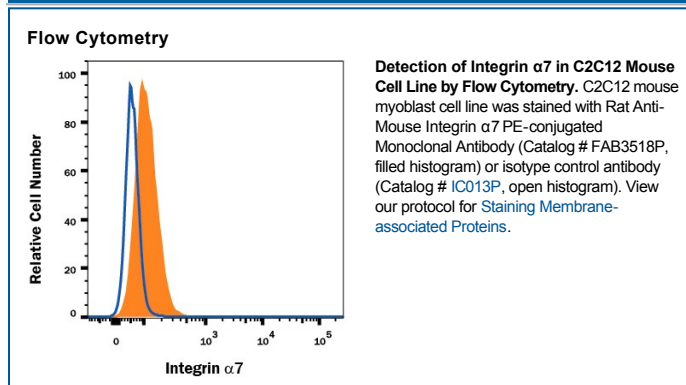 Flow Cytometry
100
80
60
40
20
0
Relative Cell Number
0
10³
10⁴
10⁵
Integrin α7
Detection of Integrin α7 in C2C12 Mouse
Cell Line by Flow Cytometry. C2C12 mouse
myoblast cell line was stained with Rat Anti-
Mouse Integrin α7 PE-conjugated
Monoclonal Antibody (Catalog # FAB3518P,
filled histogram) or isotype control antibody
(Catalog # IC013P, open histogram). View
our protocol for Staining Membrane-
associated Proteins.